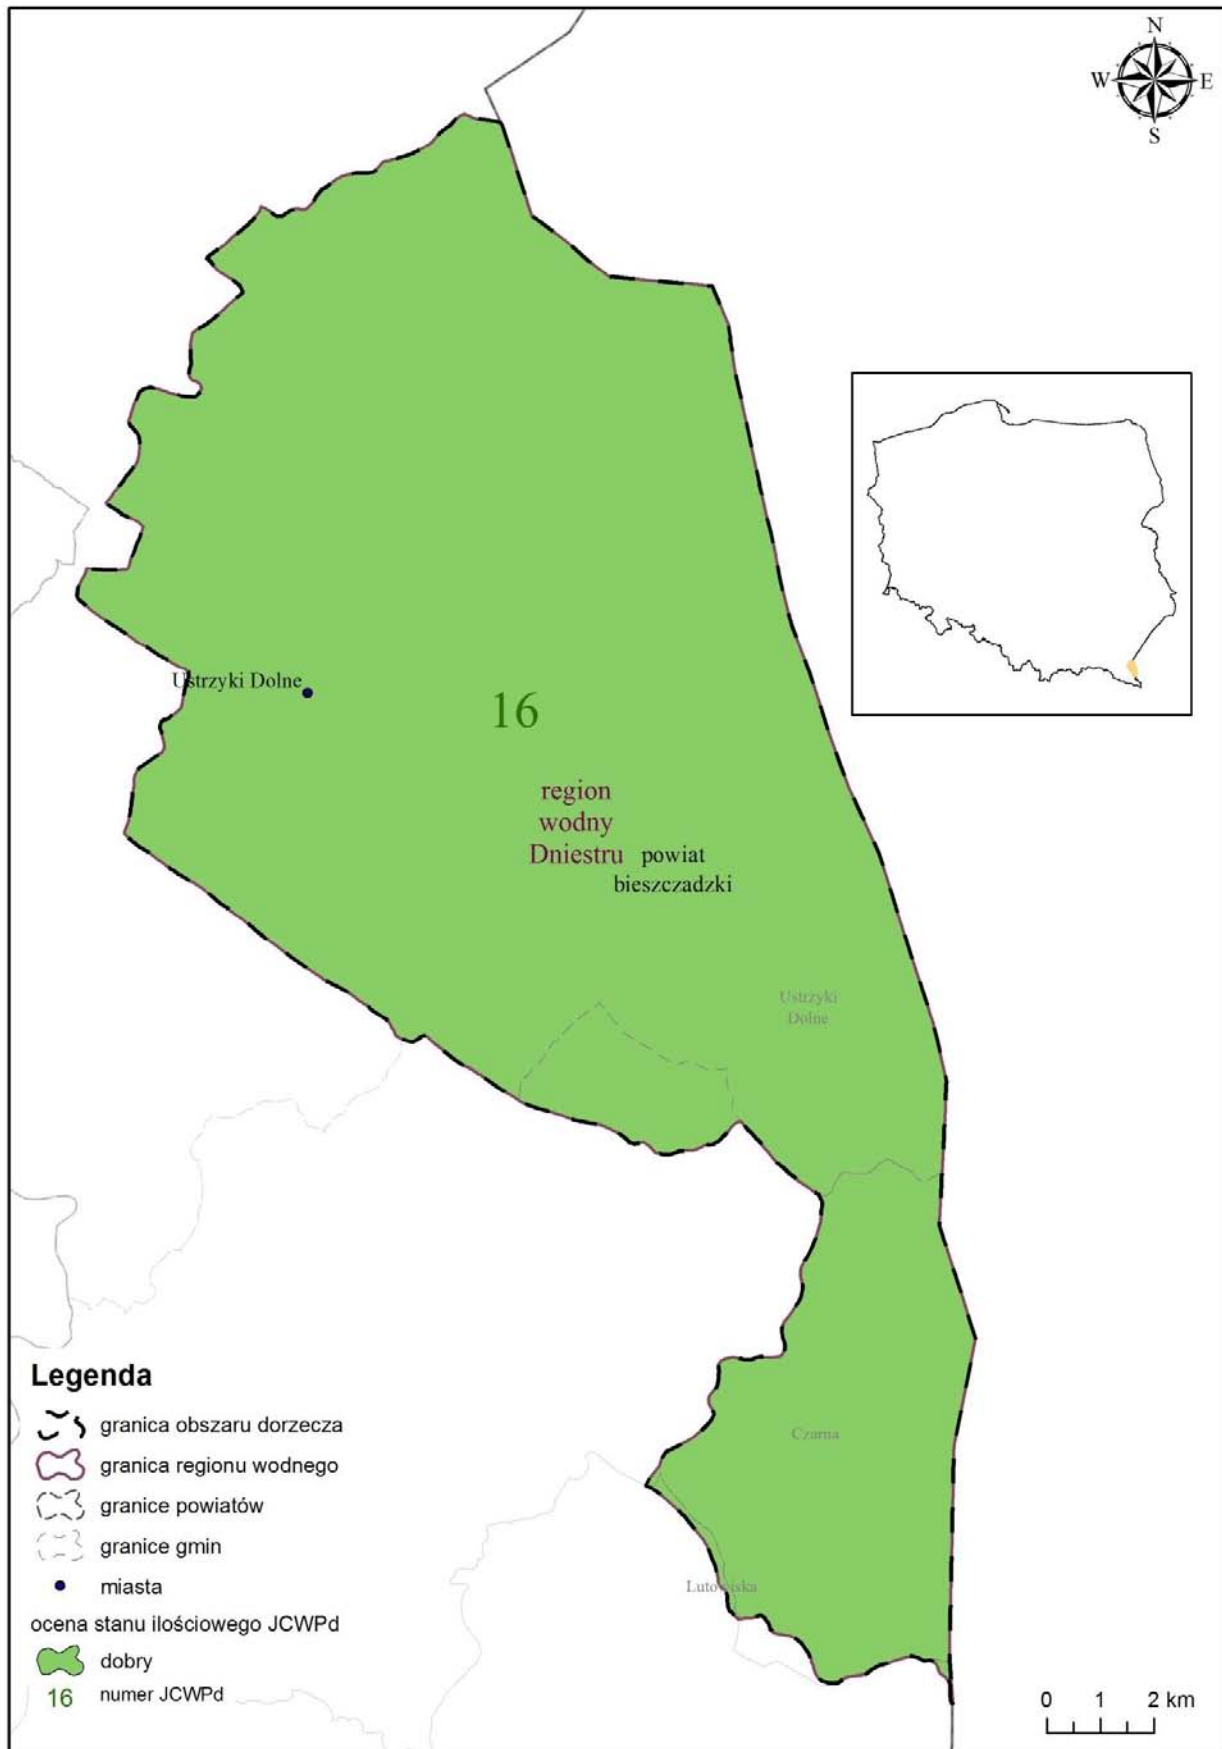 N
W E
S
Ustrzyki Dolne
16
region
wodny
Dniestru
powiat
bieszczadzki
Ustrzyki
Dolne
Czarna
Lutowiska
Legenda
granica obszaru dorzecza
granica regionu wodnego
granice powiatów
granice gmin
miasta
ocena stanu ilościowego JCWPd
dobry
16 numer JCWPd
0 1 2 km